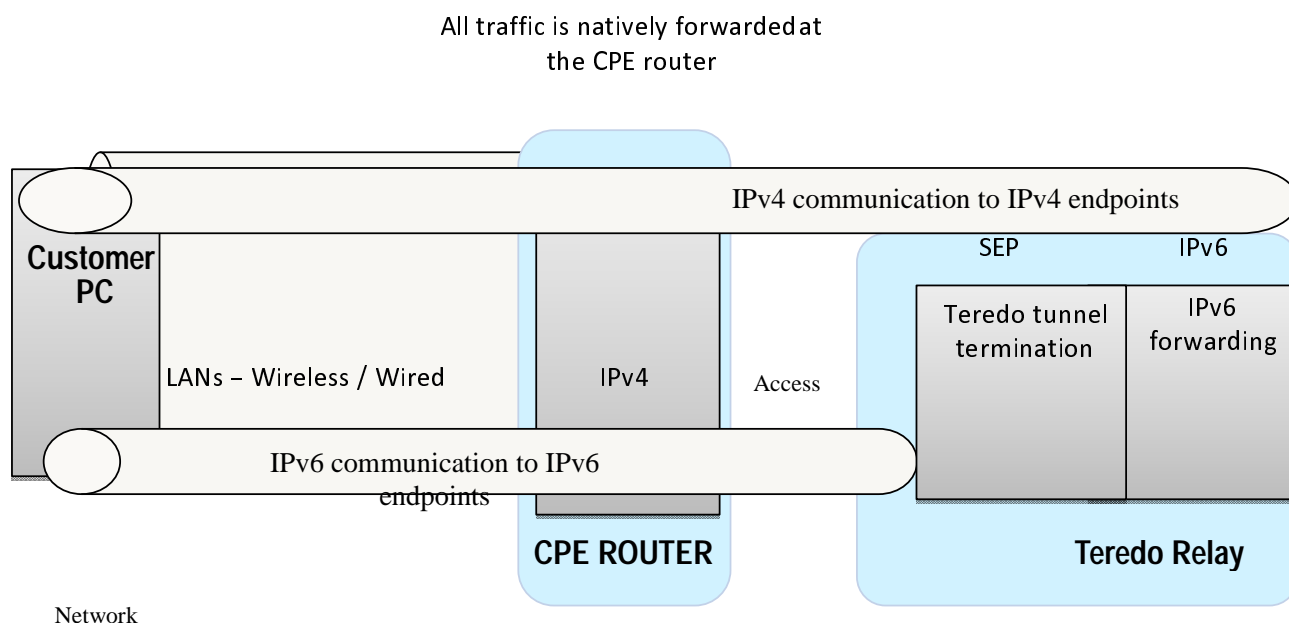 All traffic is natively forwarded at
the CPE router
IPv4 communication to IPv4 endpoints
SEP
IPv6
Customer
PC
Teredo tunnel
termination
IPv6
forwarding
LANs – Wireless / Wired
IPv4
Access
IPv6 communication to IPv6
endpoints
CPE ROUTER
Teredo Relay
Network